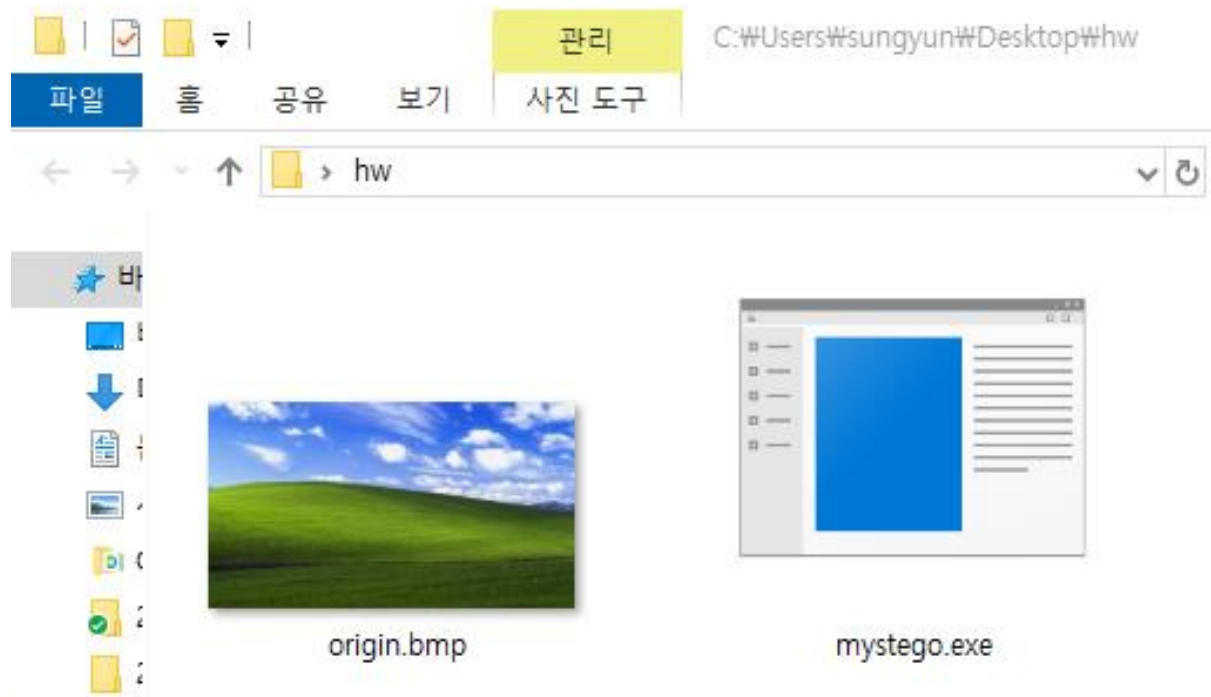 관리
C:₩Users₩sungyun₩Desktop₩hw
파일 홈 공유 보기 사진 도구
hw
바
origin.bmp
mystego.exe